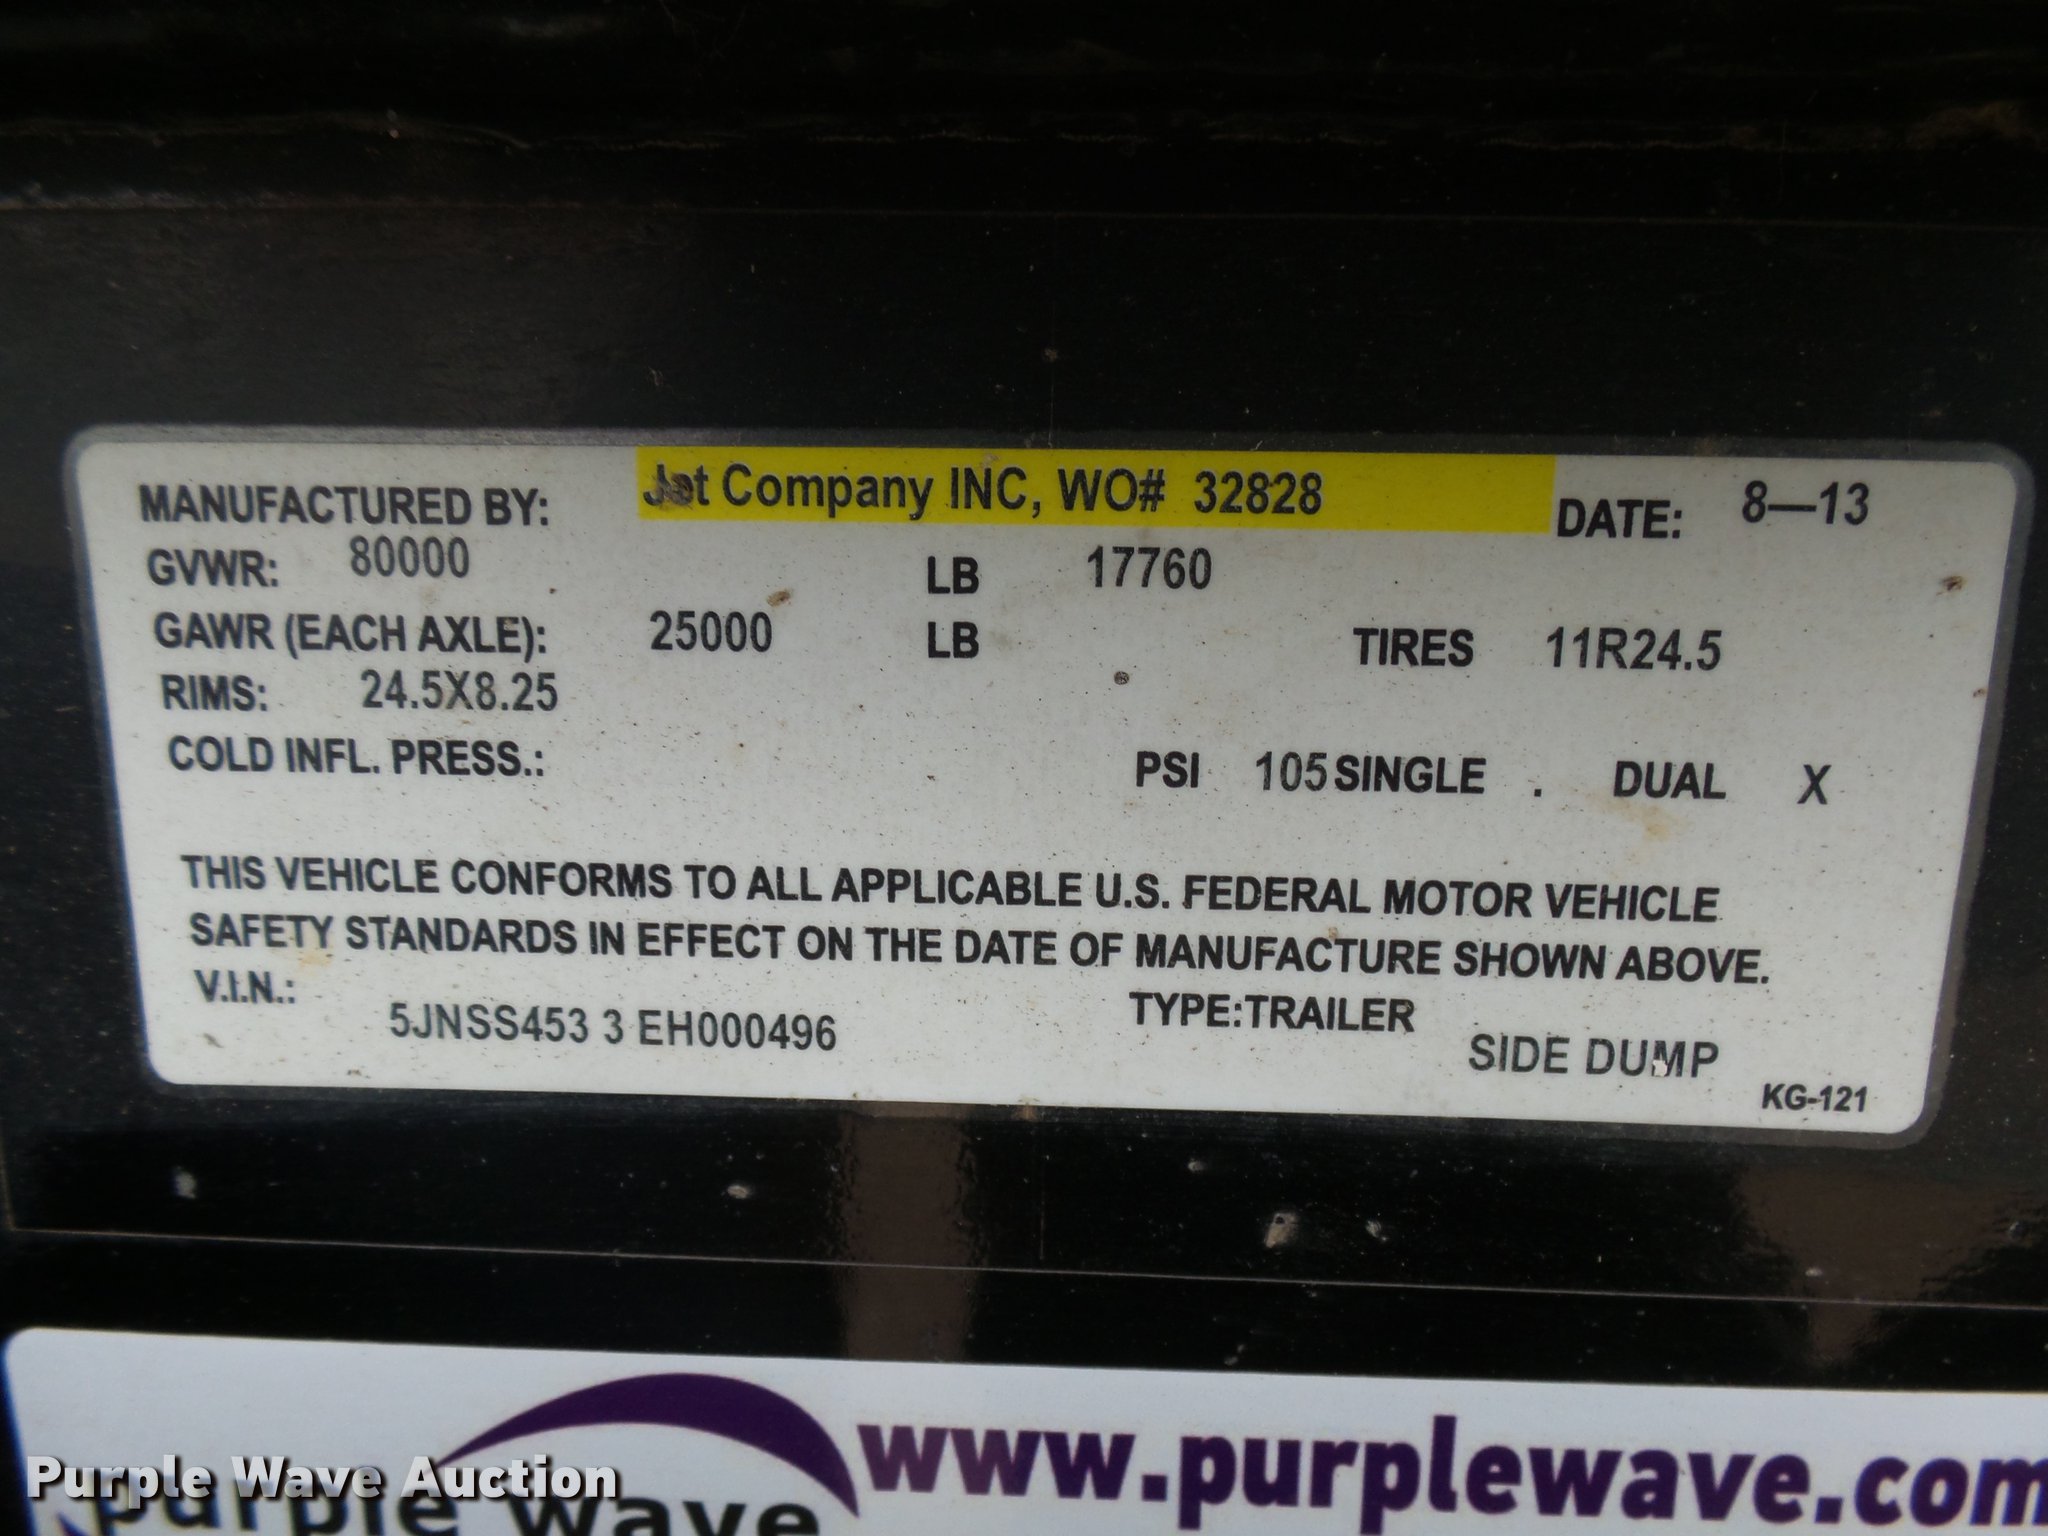 MANUFACTURED BY: Jet Company INC, WO# 32828 DATE: 8—13
GVWR: 80000 LB 17760
GAWR (EACH AXLE): 25000 LB TIRES 11R24.5
RIMS: 24.5X8.25
COLD INFL. PRESS.: PSI 105 SINGLE . DUAL X
THIS VEHICLE CONFORMS TO ALL APPLICABLE U.S. FEDERAL MOTOR VEHICLE
SAFETY STANDARDS IN EFFECT ON THE DATE OF MANUFACTURE SHOWN ABOVE.
V.I.N.: 5JNSS453 3 EH000496 TYPE:TRAILER
SIDE DUMP
KG-121
www.purplewave.com
Purple Wave Auction
purple wave